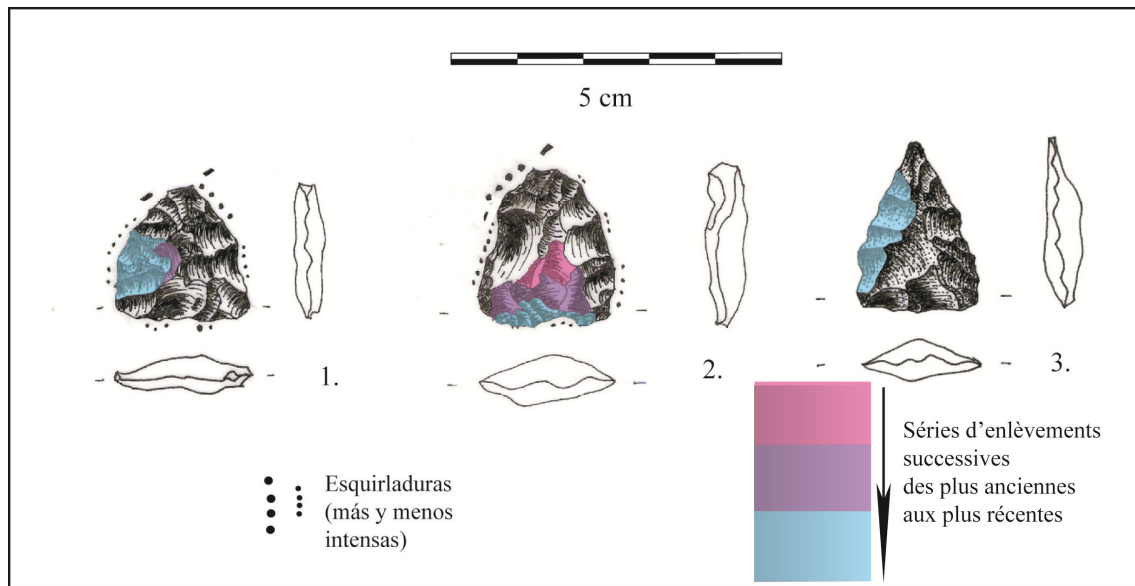 5 cm
1.
2.
3.
Esquirladuras
(más y menos
intensas)
Séries d’enlèvements
successives
des plus anciennes
aux plus récentes